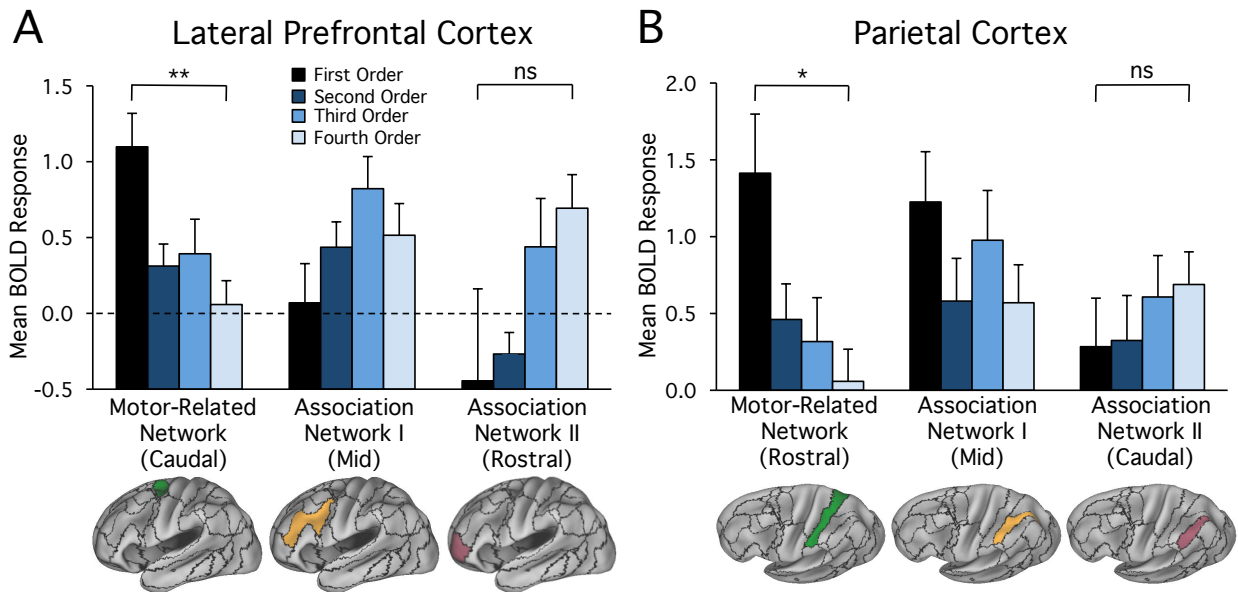 A
Lateral Prefrontal Cortex
Mean BOLD Response
1.5
1.0
0.5
0.0
-0.5
**
ns
First Order
Second Order
Third Order
Fourth Order
Motor-Related
Network
(Caudal)
Association
Network I
(Mid)
Association
Network II
(Rostral)
B
Parietal Cortex
Mean BOLD Response
2.0
1.5
1.0
0.5
0.0
*
ns
Motor-Related
Network
(Rostral)
Association
Network I
(Mid)
Association
Network II
(Caudal)